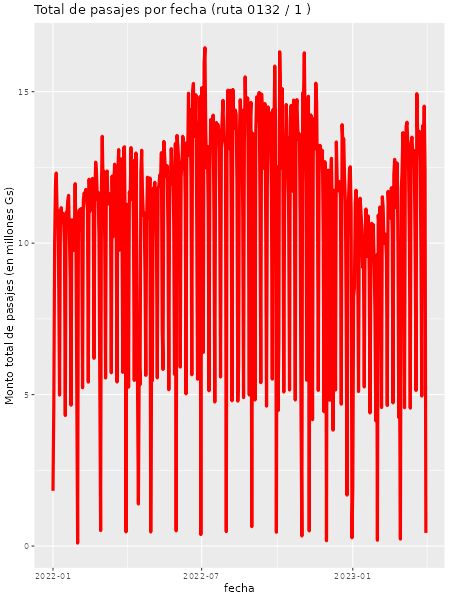 Total de pasajes por fecha (ruta 0132 / 1 )
Monto total de pasajes (en millones Gs)
15
10
5
0
2022-01
2022-07
2023-01
fecha